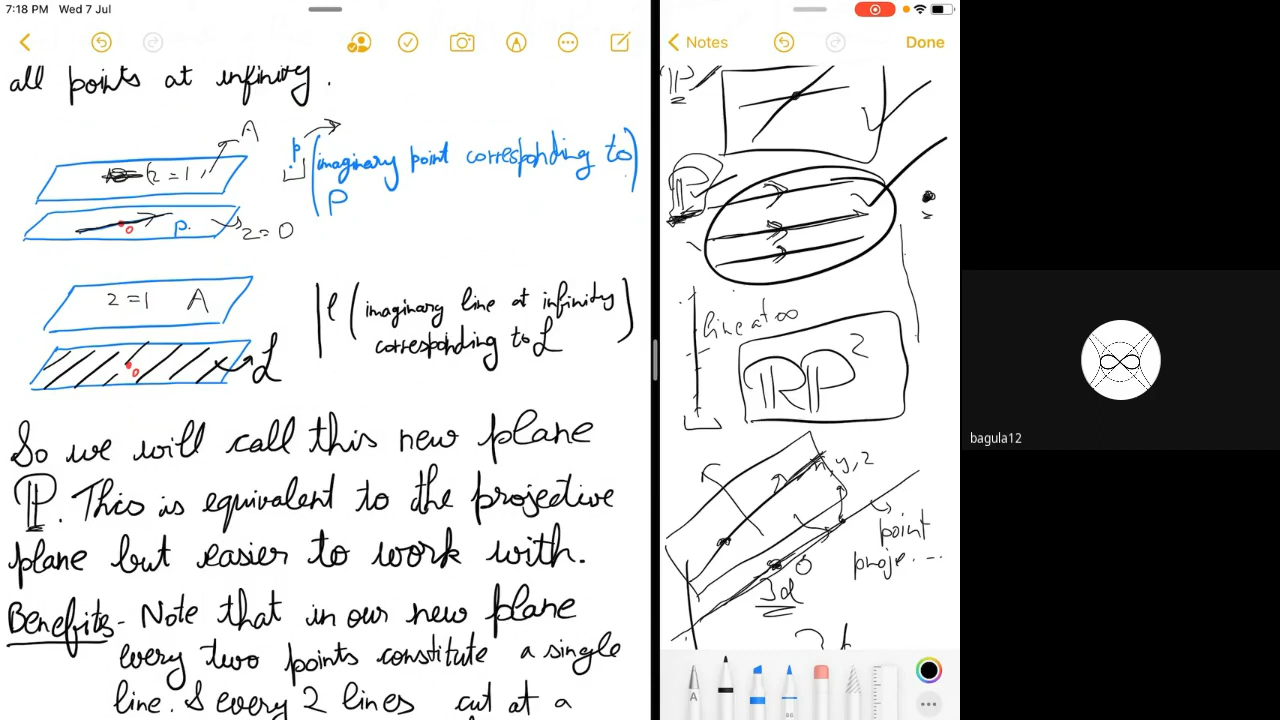 7:18 PM Wed 7 Jul
all points at infinity.
z=1, A
p (imaginary point corresponding to
P
P. z=0
z=1 A
l (imaginary line at infinity
corresponding to L)
L
So we will call this new plane
ℙ. This is equivalent to the projective
plane but easier to work with.
Benefits- Note that in our new plane
every two points constitute a single
line. & every 2 lines cut at a
Notes
Done
ℙ
ℙ
line at ∞
ℝℙ²
x, y, z
point
proje. ---
O
3d
bagula12